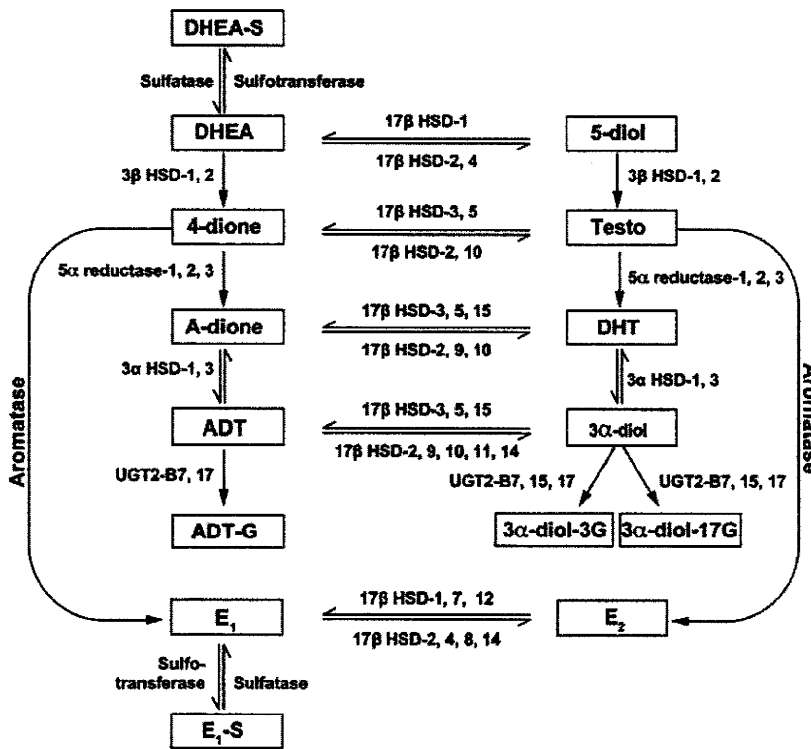 DHEA-S
Sulfatase Sulfotransferase
DHEA
17β HSD-1
17β HSD-2, 4
5-diol
3β HSD-1, 2
3β HSD-1, 2
4-dione
17β HSD-3, 5
17β HSD-2, 10
Testo
5α reductase-1, 2, 3
5α reductase-1, 2, 3
A-dione
17β HSD-3, 5, 15
17β HSD-2, 9, 10
DHT
3α HSD-1, 3
3α HSD-1, 3
Aromatase
Aromatase
ADT
17β HSD-3, 5, 15
17β HSD-2, 9, 10, 11, 14
3α-diol
UGT2-B7, 17
UGT2-B7, 15, 17
UGT2-B7, 15, 17
ADT-G
3α-diol-3G
3α-diol-17G
E₁
17β HSD-1, 7, 12
17β HSD-2, 4, 8, 14
E₂
Sulfo-
transferase
Sulfatase
E₁-S